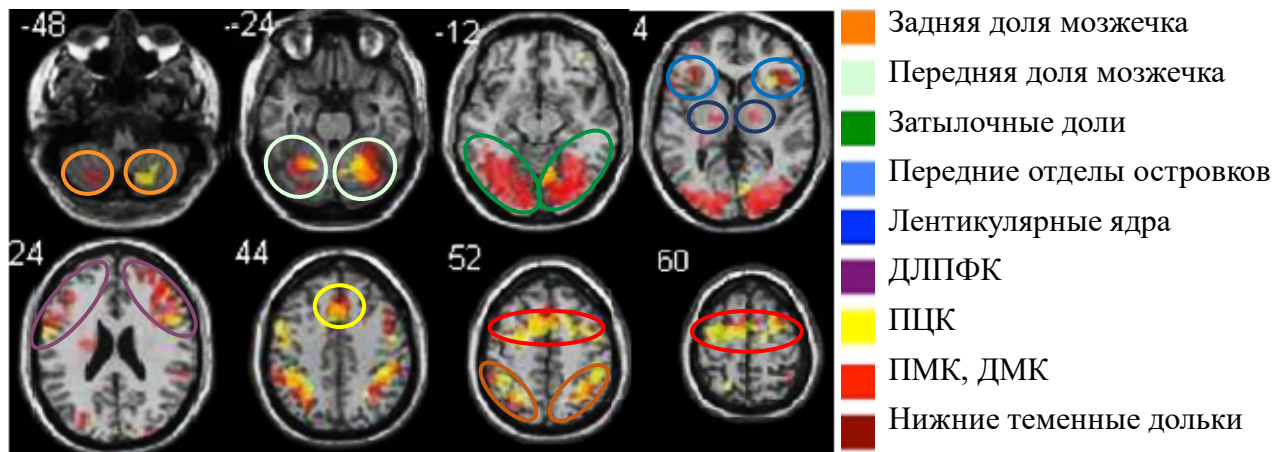 -48
-24
-12
4
24
44
52
60
Задняя доля мозжечка
Передняя доля мозжечка
Затылочные доли
Передние отделы островков
Лентикулярные ядра
ДЛПФК
ПЦК
ПМК, ДМК
Нижние теменные дольки